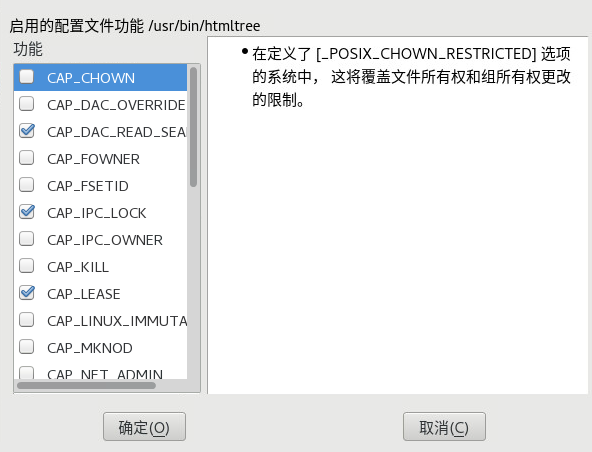 启用的配置文件功能 /usr/bin/htmltree
功能
CAP_CHOWN
CAP_DAC_OVERRIDE
CAP_DAC_READ_SEA
CAP_FOWNER
CAP_FSETID
CAP_IPC_LOCK
CAP_IPC_OWNER
CAP_KILL
CAP_LEASE
CAP_LINUX_IMMUTA
CAP_MKNOD
CAP_NET_ADMIN
在定义了 [_POSIX_CHOWN_RESTRICTED] 选项
的系统中， 这将覆盖文件所有权和组所有权更改
的限制。
确定(O)
取消(C)